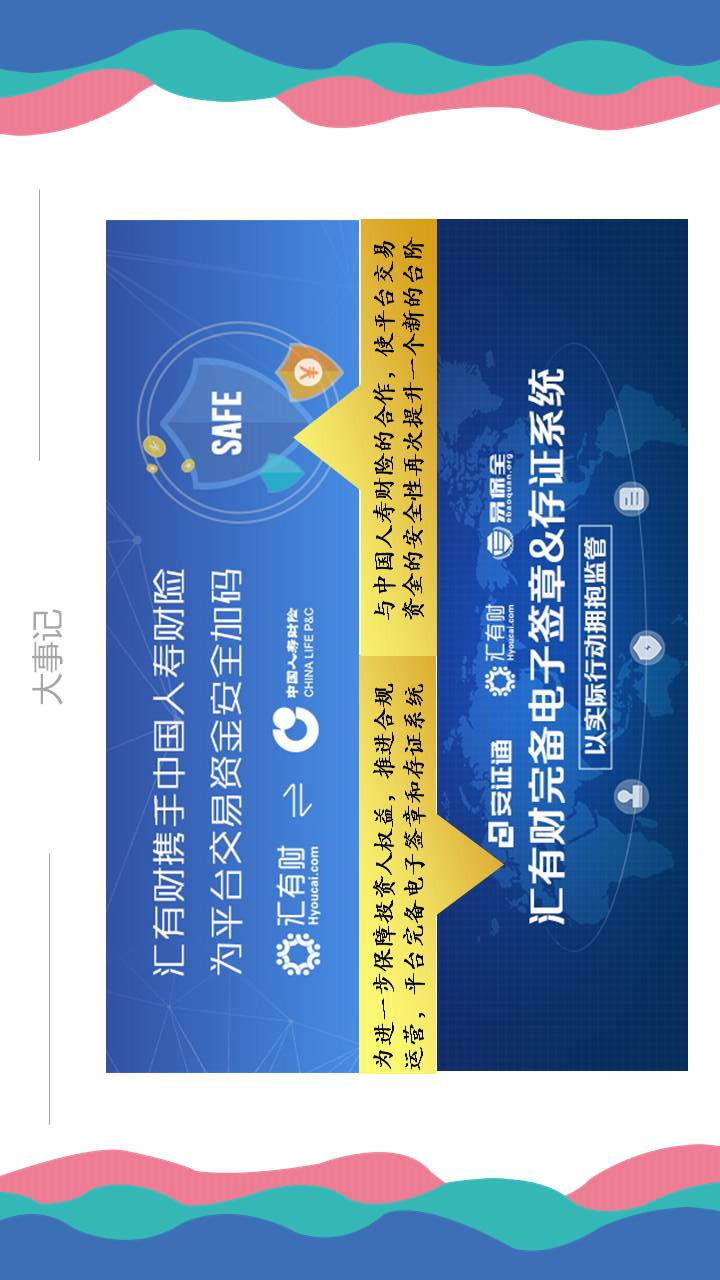 大事记
汇有财携手中国人寿财险
为平台交易资金安全加码
汇有财
Hyoucai.com
中国人寿财险
CHINA LIFE P&C
SAFE
¥
为进一步保障投资人权益，推进合规
运营，平台完备电子签章和存证系统
与中国人寿财险的合作，使平台交易
资金的安全性再次提升一个新的台阶
安证通
汇有财
Hyoucai.com
易保全
ebaoquan.org
汇有财完备电子签章&存证系统
以实际行动拥抱监管